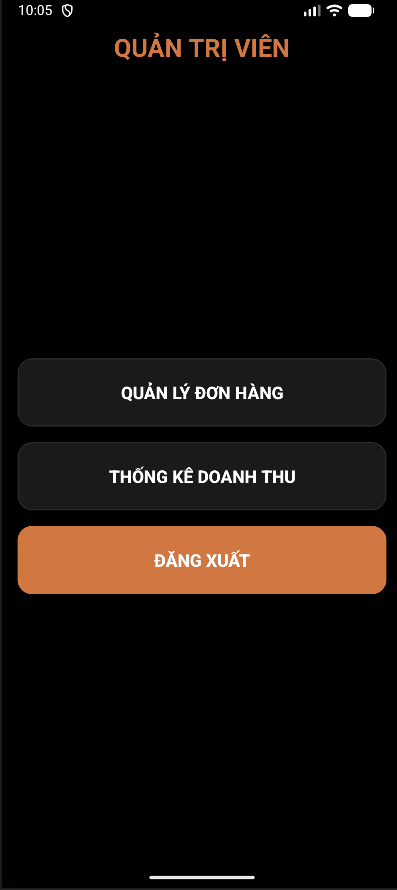 10:05
QUẢN TRỊ VIÊN
QUẢN LÝ ĐƠN HÀNG
THỐNG KÊ DOANH THU
ĐĂNG XUẤT